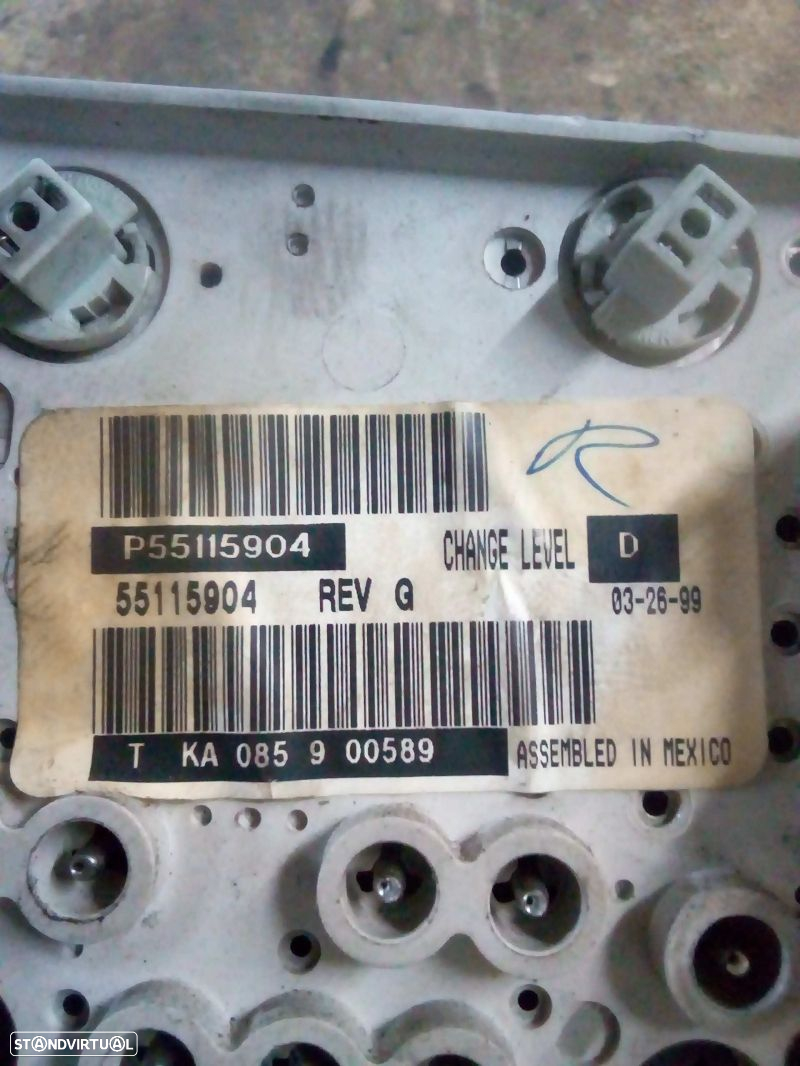 P55115904 CHANGE LEVEL D
55115904 REV G 03-26-99
T KA 085 9 00589 ASSEMBLED IN MEXICO
STANDVIRTUAL